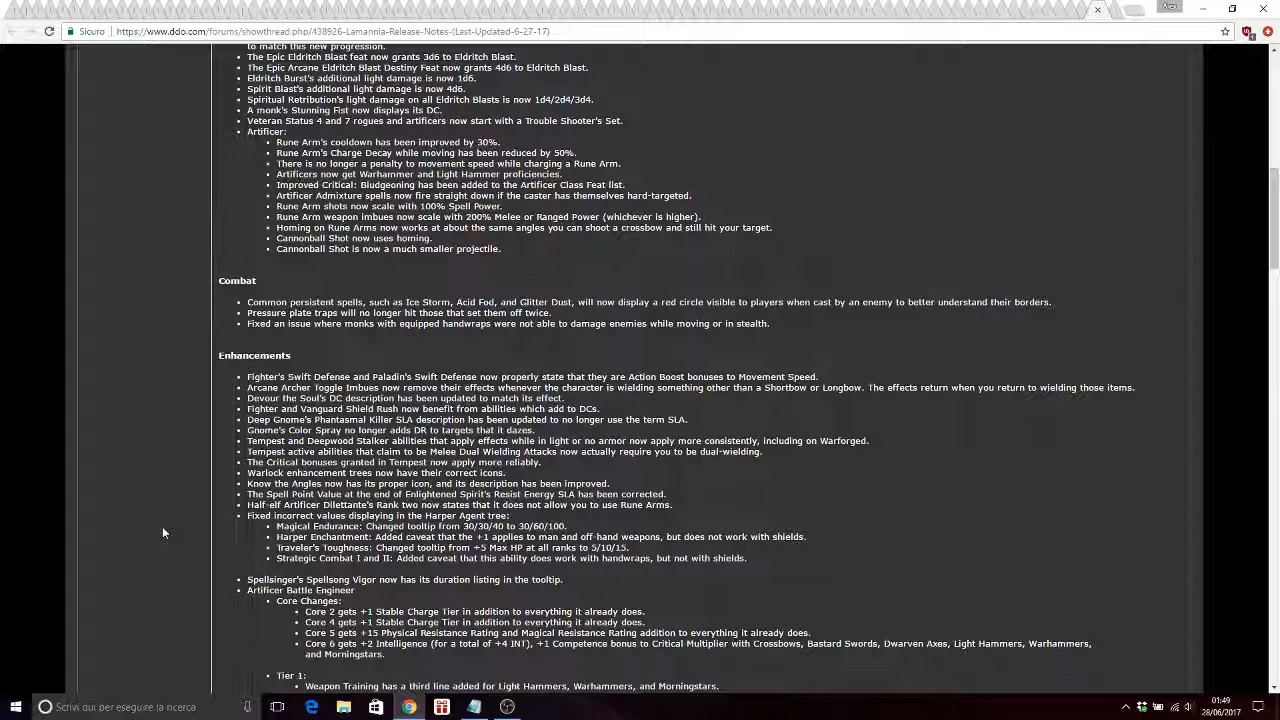 Alex
Sicuro
https://www.ddo.com/forums/showthread.php/438926-Lamannia-Release-Notes-(Last-Updated-6-27-17)
to match this new progression.
The Epic Eldritch Blast feat now grants 3d6 to Eldritch Blast.
The Epic Arcane Eldritch Blast Destiny Feat now grants 4d6 to Eldritch Blast.
Eldritch Burst's additional light damage is now 1d6.
Spirit Blast's additional light damage is now 4d6.
Spiritual Retribution's light damage on all Eldritch Blasts is now 1d4/2d4/3d4.
A monk's Stunning Fist now displays its DC.
Veteran Status 4 and 7 rogues and artificers now start with a Trouble Shooter's Set.
Artificer:
Rune Arm's cooldown has been improved by 30%.
Rune Arm's Charge Decay while moving has been reduced by 50%.
There is no longer a penalty to movement speed while charging a Rune Arm.
Artificers now get Warhammer and Light Hammer proficiencies.
Improved Critical: Bludgeoning has been added to the Artificer Class Feat list.
Artificer Admixture spells now fire straight down if the caster has themselves hard-targeted.
Rune Arm shots now scale with 100% Spell Power.
Rune Arm weapon imbues now scale with 200% Melee or Ranged Power (whichever is higher).
Homing on Rune Arms now works at about the same angles you can shoot a crossbow and still hit your target.
Cannonball Shot now uses homing.
Cannonball Shot is now a much smaller projectile.
Combat
Common persistent spells, such as Ice Storm, Acid Fod, and Glitter Dust, will now display a red circle visible to players when cast by an enemy to better understand their borders.
Pressure plate traps will no longer hit those that set them off twice.
Fixed an issue where monks with equipped handwraps were not able to damage enemies while moving or in stealth.
Enhancements
Fighter's Swift Defense and Paladin's Swift Defense now properly state that they are Action Boost bonuses to Movement Speed.
Arcane Archer Toggle Imbues now remove their effects whenever the character is wielding something other than a Shortbow or Longbow. The effects return when you return to wielding those items.
Devour the Soul's DC description has been updated to match its effect.
Fighter and Vanguard Shield Rush now benefit from abilities which add to DCs.
Deep Gnome's Phantasmal Killer SLA description has been updated to no longer use the term SLA.
Gnome's Color Spray no longer adds DR to targets that it dazes.
Tempest and Deepwood Stalker abilities that apply effects while in light or no armor now apply more consistently, including on Warforged.
Tempest active abilities that claim to be Melee Dual Wielding Attacks now actually require you to be dual-wielding.
The Critical bonuses granted in Tempest now apply more reliably.
Warlock enhancement trees now have their correct icons.
Know the Angles now has its proper icon, and its description has been improved.
The Spell Point Value at the end of Enlightened Spirit's Resist Energy SLA has been corrected.
Half-elf Artificer Dilettante's Rank two now states that it does not allow you to use Rune Arms.
Fixed incorrect values displaying in the Harper Agent tree:
Magical Endurance: Changed tooltip from 30/30/40 to 30/60/100.
Harper Enchantment: Added caveat that the +1 applies to man and off-hand weapons, but does not work with shields.
Traveler's Toughness: Changed tooltip from +5 Max HP at all ranks to 5/10/15.
Strategic Combat I and II: Added caveat that this ability does work with handwraps, but not with shields.
Spellsinger's Spellsong Vigor now has its duration listing in the tooltip.
Artificer Battle Engineer
Core Changes:
Core 2 gets +1 Stable Charge Tier in addition to everything it already does.
Core 4 gets +1 Stable Charge Tier in addition to everything it already does.
Core 5 gets +15 Physical Resistance Rating and Magical Resistance Rating addition to everything it already does.
Core 6 gets +2 Intelligence (for a total of +4 INT), +1 Competence bonus to Critical Multiplier with Crossbows, Bastard Swords, Dwarven Axes, Light Hammers, Warhammers,
and Morningstars.
Tier 1:
Weapon Training has a third line added for Light Hammers, Warhammers, and Morningstars.
Scrivi qui per eseguire la ricerca
01:49
28/06/2017